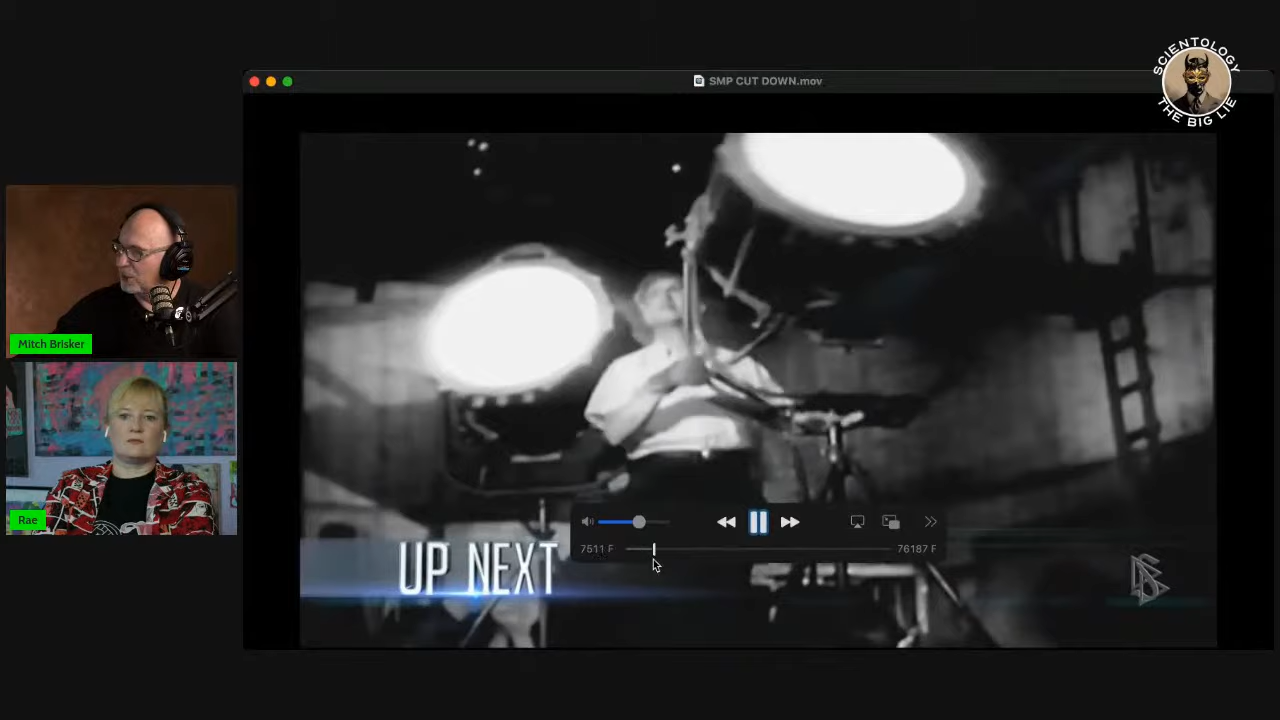 SMP CUT DOWN.mov
SCIENTOLOGY
THE BIG LIE
Mitch Brisker
Rae
7511 F
76187 F
UP NEXT